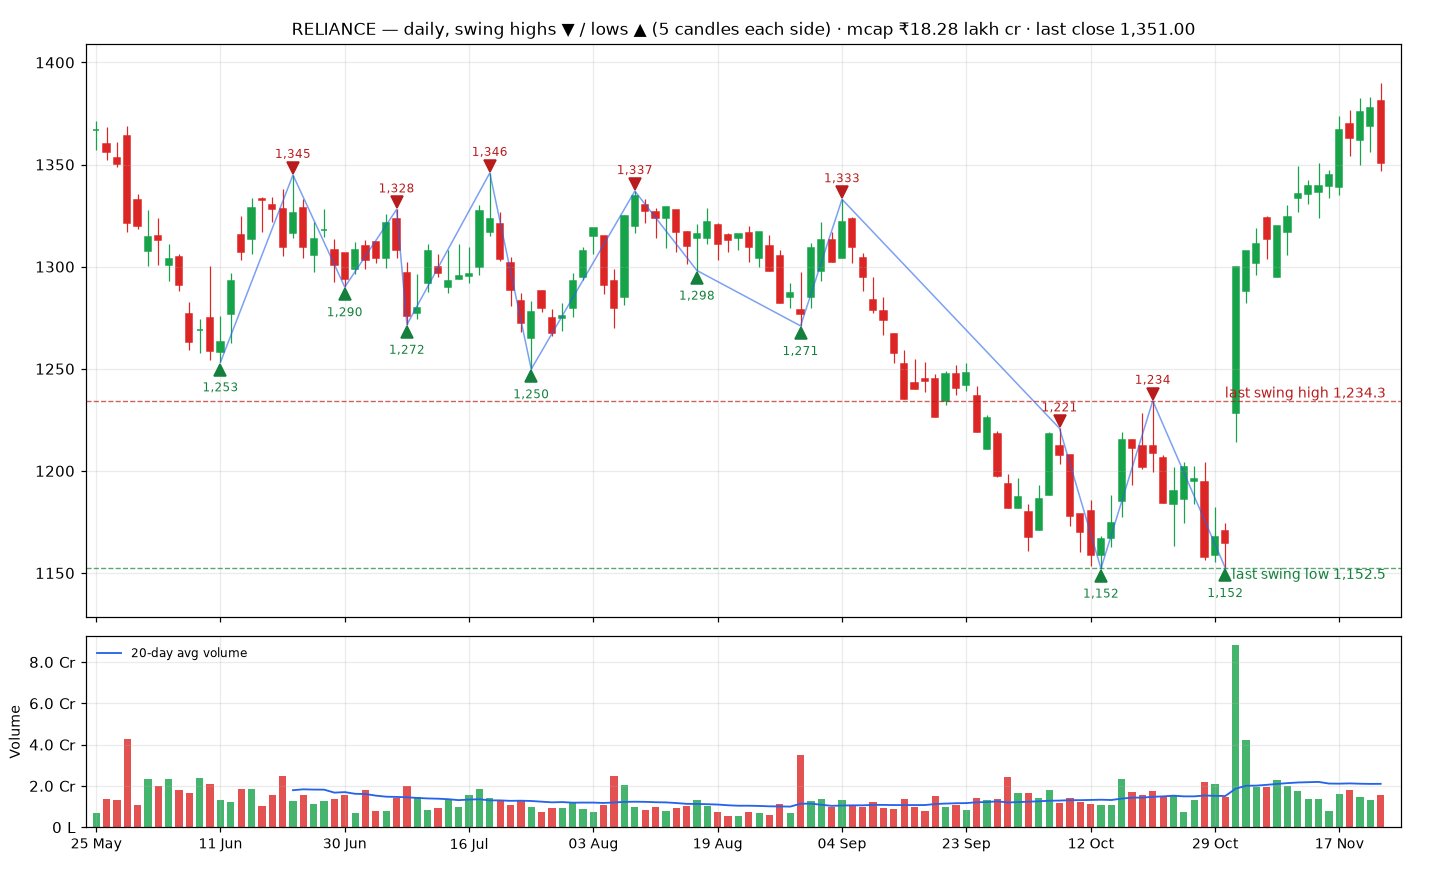 RELIANCE — daily, swing highs ▼ / lows ▲ (5 candles each side) · mcap ₹18.28 lakh cr · last close 1,351.00
1400
1350
1300
1250
1200
1150
1,345
1,328
1,346
1,337
1,333
1,290
1,272
1,298
1,271
1,253
1,250
1,234
last swing high 1,234.3
1,221
last swing low 1,152.5
1,152
1,152
20-day avg volume
Volume
8.0 Cr
6.0 Cr
4.0 Cr
2.0 Cr
0 L
25 May
11 Jun
30 Jun
16 Jul
03 Aug
19 Aug
04 Sep
23 Sep
12 Oct
29 Oct
17 Nov